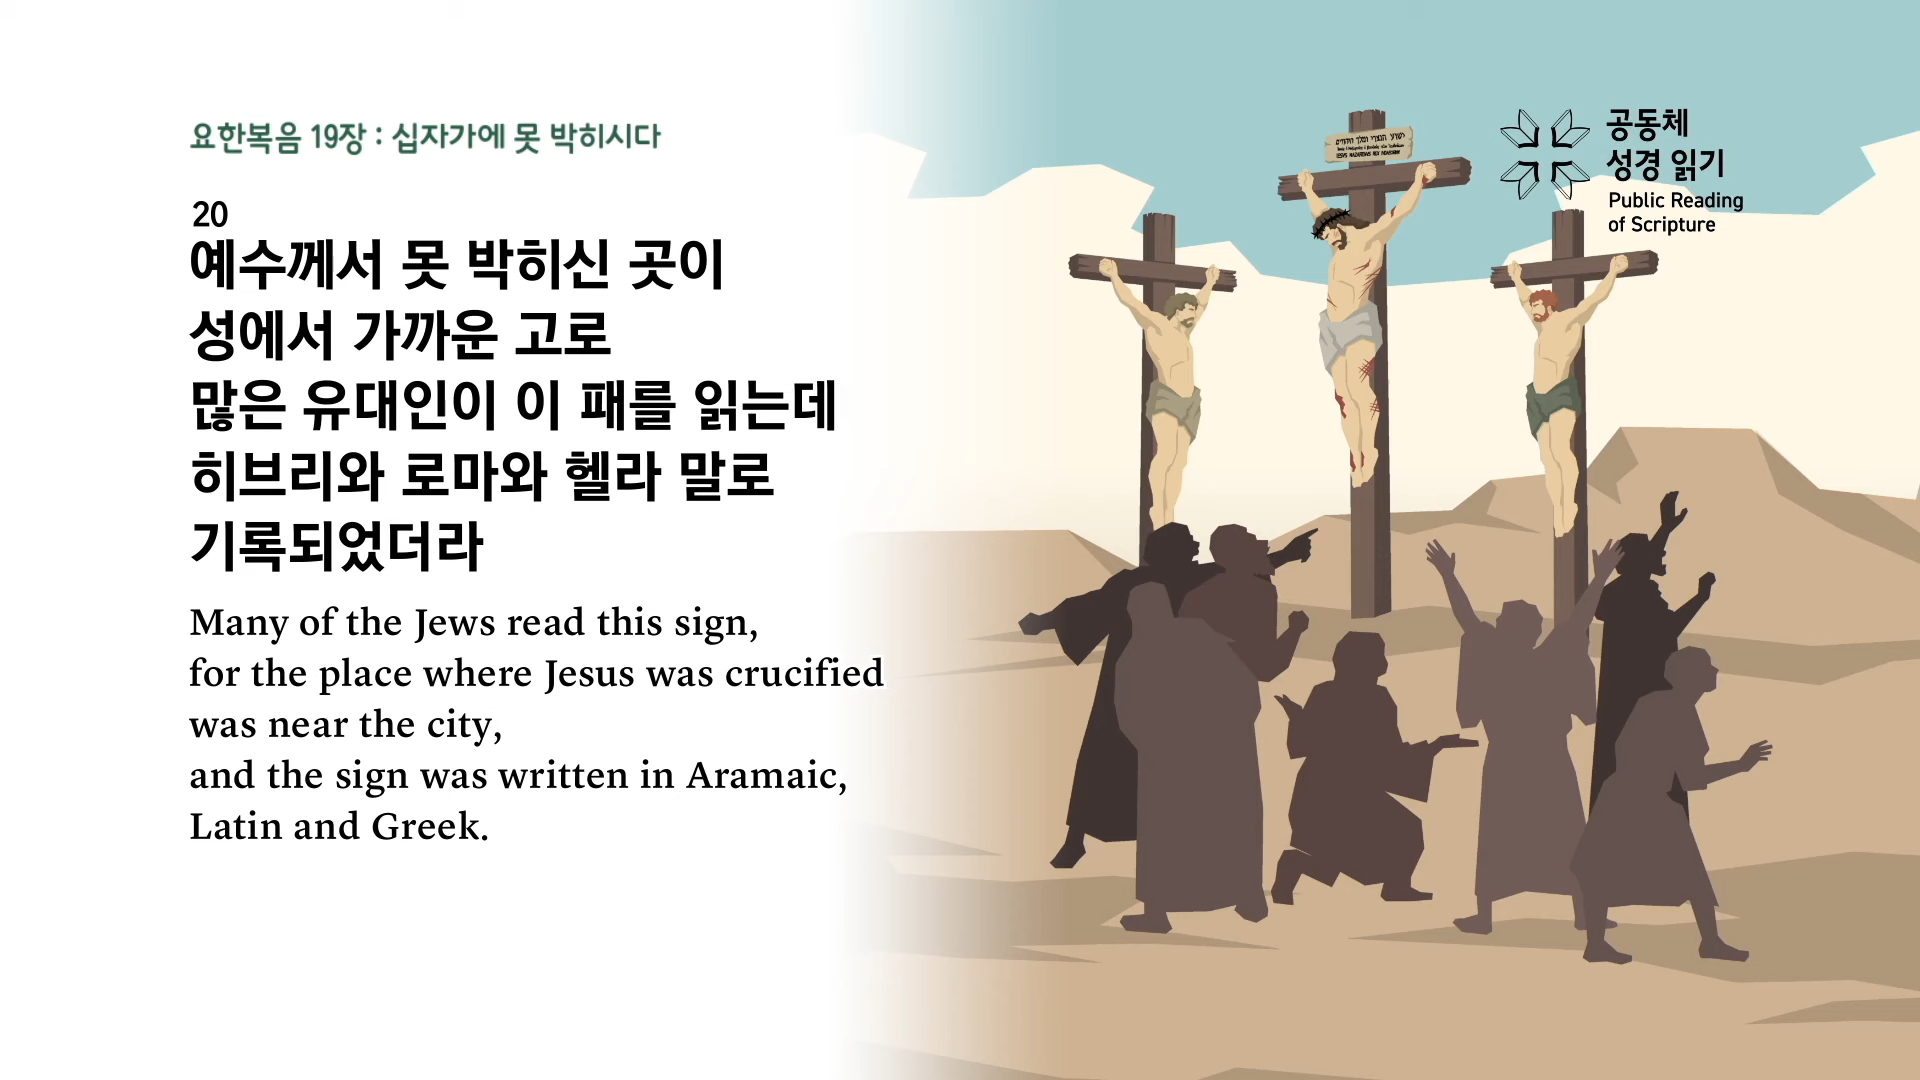 요한복음 19장 : 십자가에 못 박히시다
20
예수께서 못 박히신 곳이
성에서 가까운 고로
많은 유대인이 이 패를 읽는데
히브리와 로마와 헬라 말로
기록되었더라
Many of the Jews read this sign,
for the place where Jesus was crucified
was near the city,
and the sign was written in Aramaic,
Latin and Greek.
공동체
성경 읽기
Public Reading
of Scripture